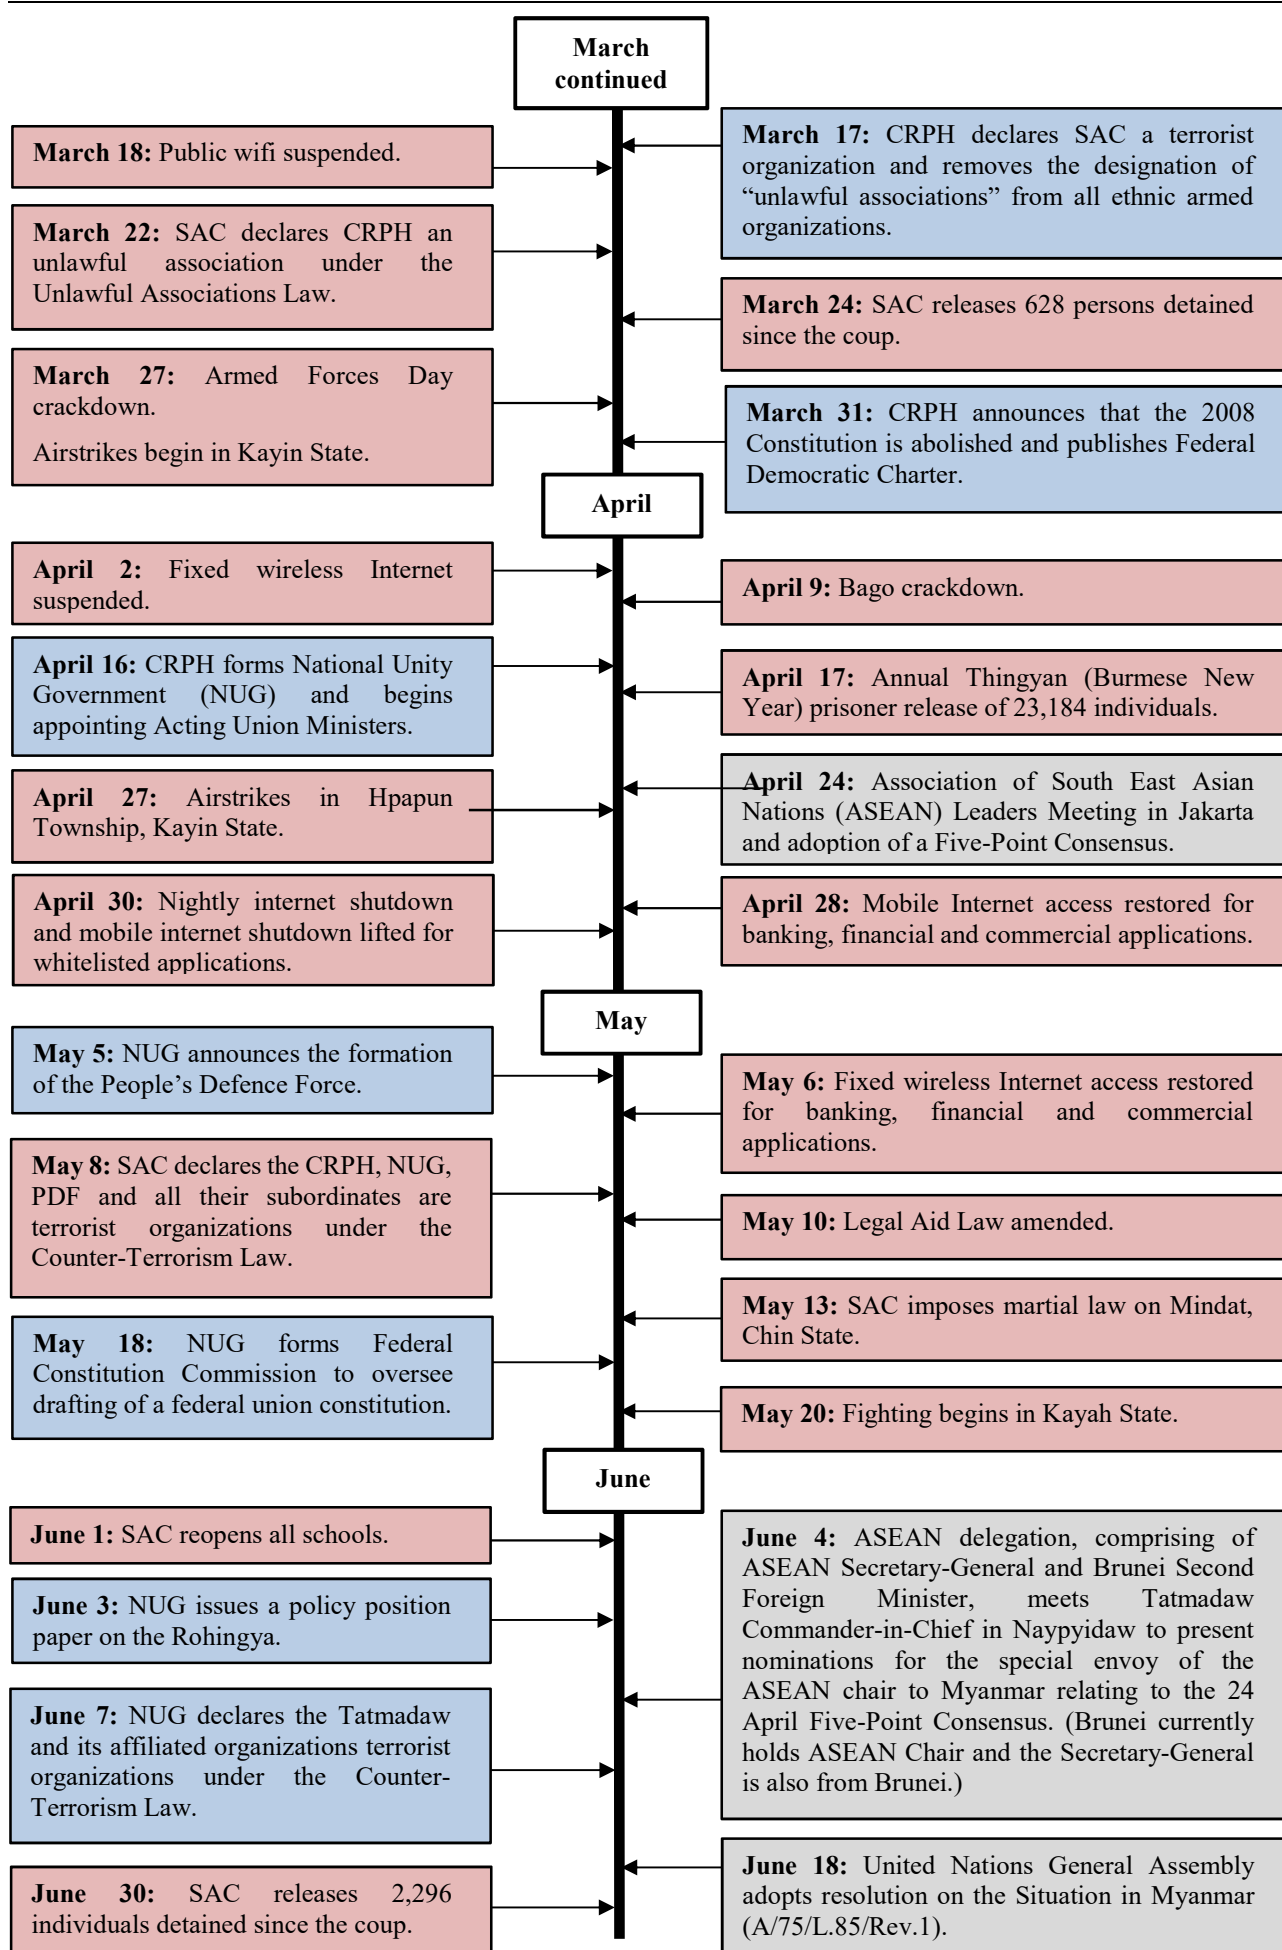 March
continued
March 18: Public wifi suspended.
March 17: CRPH declares SAC a
terrorist organization and
removes the designation of
“unlawful associations” from all ethnic armed
organizations.
March 22: SAC declares CRPH an
unlawful association under the
Unlawful Associations Law.
March 24: SAC releases 628 persons detained
since the coup.
March 27: Armed Forces Day
crackdown.
Airstrikes begin in Kayin State.
March 31: CRPH announces that the 2008
Constitution is abolished and publishes Federal
Democratic Charter.
April
April 2: Fixed wireless Internet
suspended.
April 9: Bago crackdown.
April 16: CRPH forms National Unity
Government (NUG) and begins
appointing Acting Union Ministers.
April 17: Annual Thingyan (Burmese New
Year) prisoner release of 23,184 individuals.
April 27: Airstrikes in Hpapun
Township, Kayin State.
April 24: Association of South East Asian
Nations (ASEAN) Leaders Meeting in Jakarta
and adoption of a Five-Point Consensus.
April 30: Nightly internet shutdown
and mobile internet shutdown lifted for
whitelisted applications.
April 28: Mobile Internet access restored for
banking, financial and commercial applications.
May
May 5: NUG announces the formation
of the People’s Defence Force.
May 6: Fixed wireless Internet access restored
for banking, financial and commercial
applications.
May 8: SAC declares the CRPH, NUG,
PDF and all their subordinates are
terrorist organizations under the
Counter-Terrorism Law.
May 10: Legal Aid Law amended.
May 13: SAC imposes martial law on Mindat,
Chin State.
May 18: NUG forms Federal
Constitution Commission to oversee
drafting of a federal union constitution.
May 20: Fighting begins in Kayah State.
June
June 1: SAC reopens all schools.
June 4: ASEAN delegation, comprising of
ASEAN Secretary-General and Brunei Second
Foreign Minister, meets Tatmadaw
Commander-in-Chief in Naypyidaw to present
nominations for the special envoy of the
ASEAN chair to Myanmar relating to the 24
April Five-Point Consensus. (Brunei currently
holds ASEAN Chair and the Secretary-General
is also from Brunei.)
June 3: NUG issues a policy position
paper on the Rohingya.
June 7: NUG declares the Tatmadaw
and its affiliated organizations terrorist
organizations under the Counter-
Terrorism Law.
June 18: United Nations General Assembly
adopts resolution on the Situation in Myanmar
(A/75/L.85/Rev.1).
June 30: SAC releases 2,296
individuals detained since the coup.